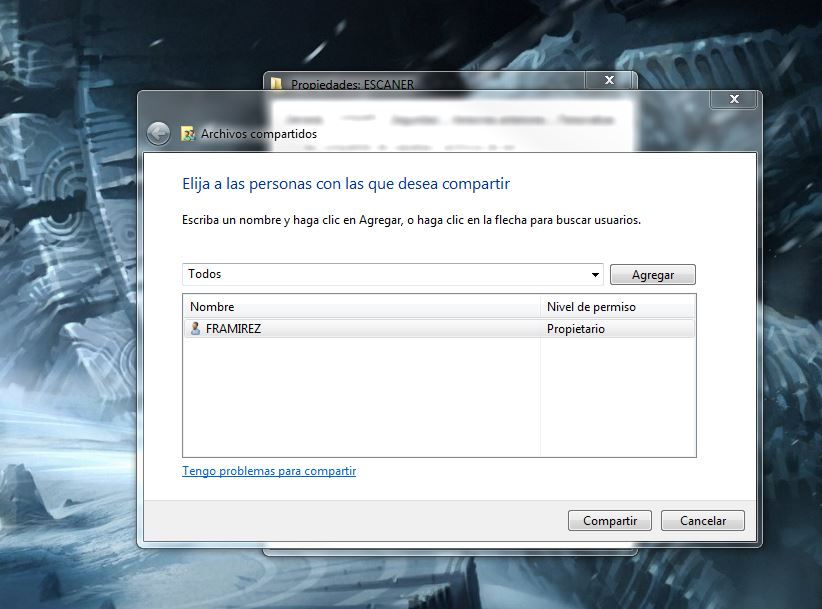 Propiedades: ESCANER
x
x
Archivos compartidos
Elija a las personas con las que desea compartir
Escriba un nombre y haga clic en Agregar, o haga clic en la flecha para buscar usuarios.
Todos
Agregar
Nombre Nivel de permiso
FRAMIREZ Propietario
Tengo problemas para compartir
Compartir Cancelar